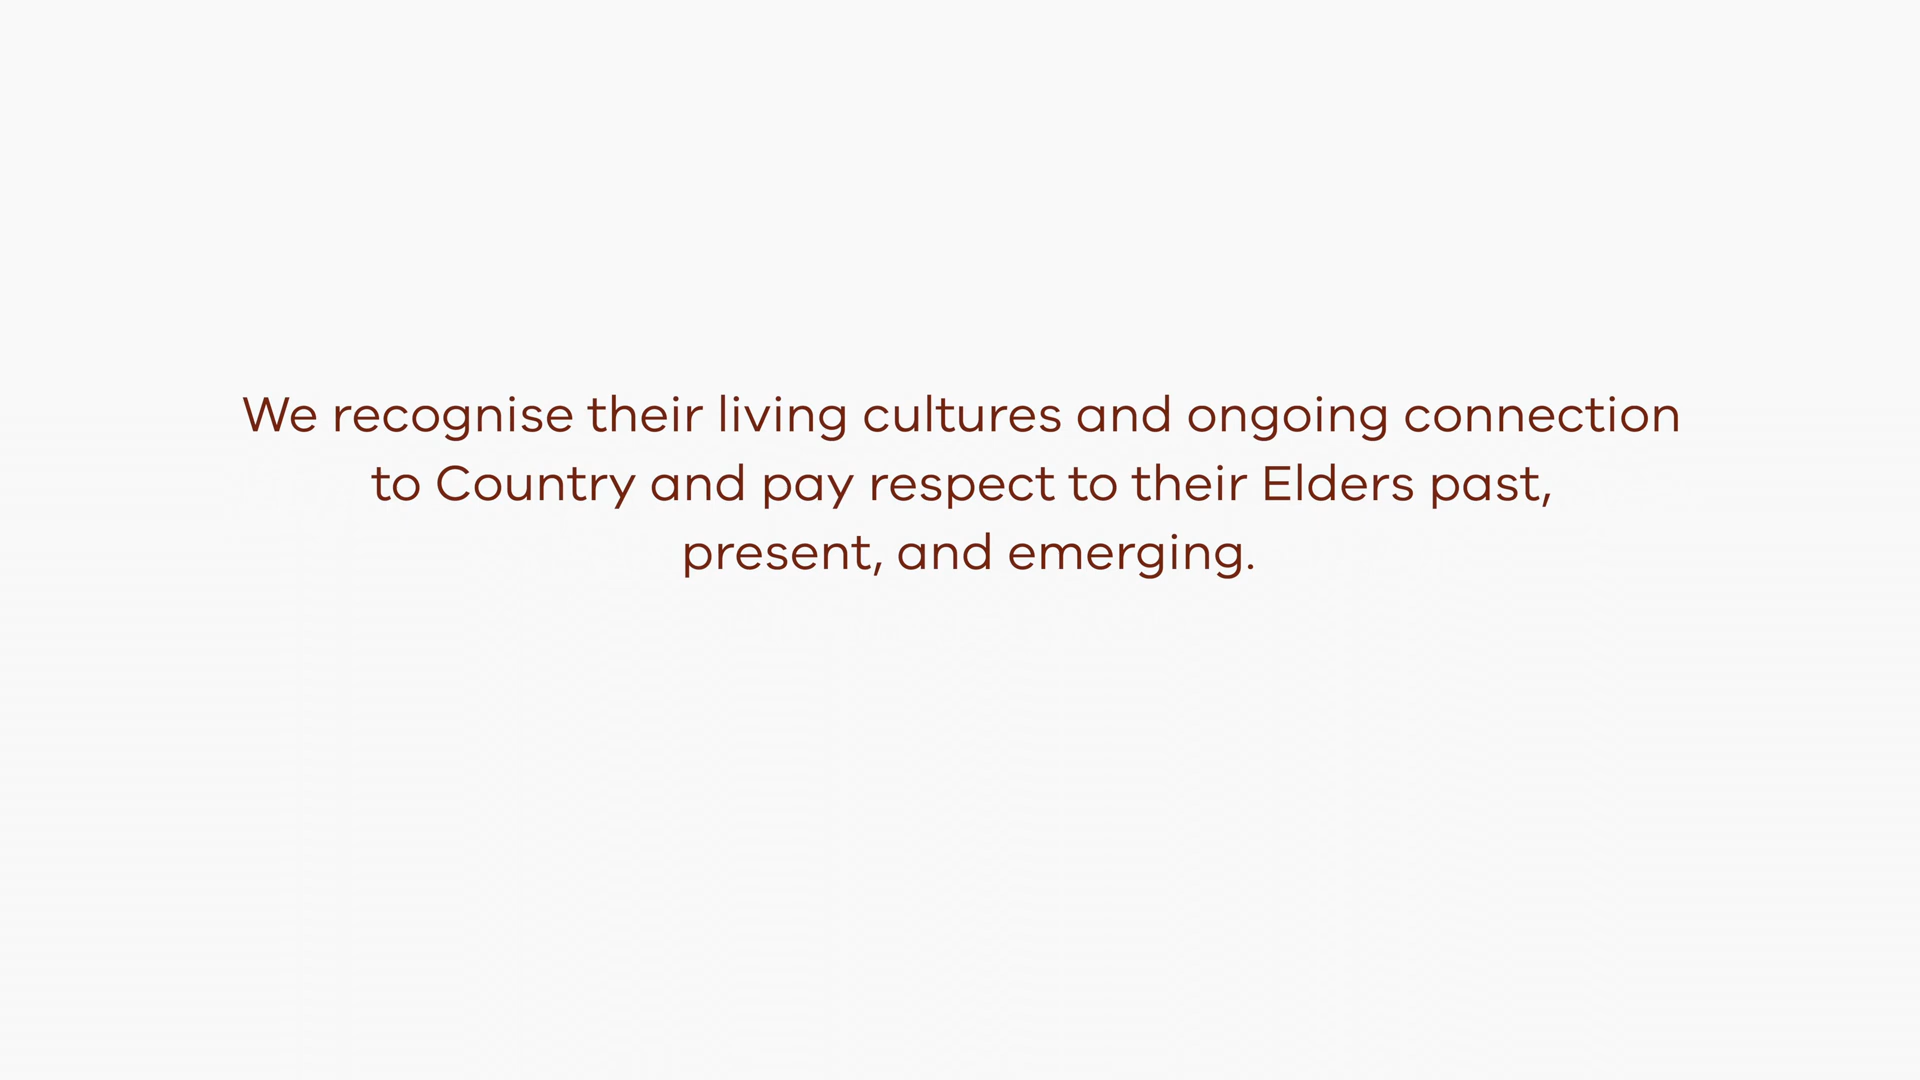 We recognise their living cultures and ongoing connection
to Country and pay respect to their Elders past,
present, and emerging.